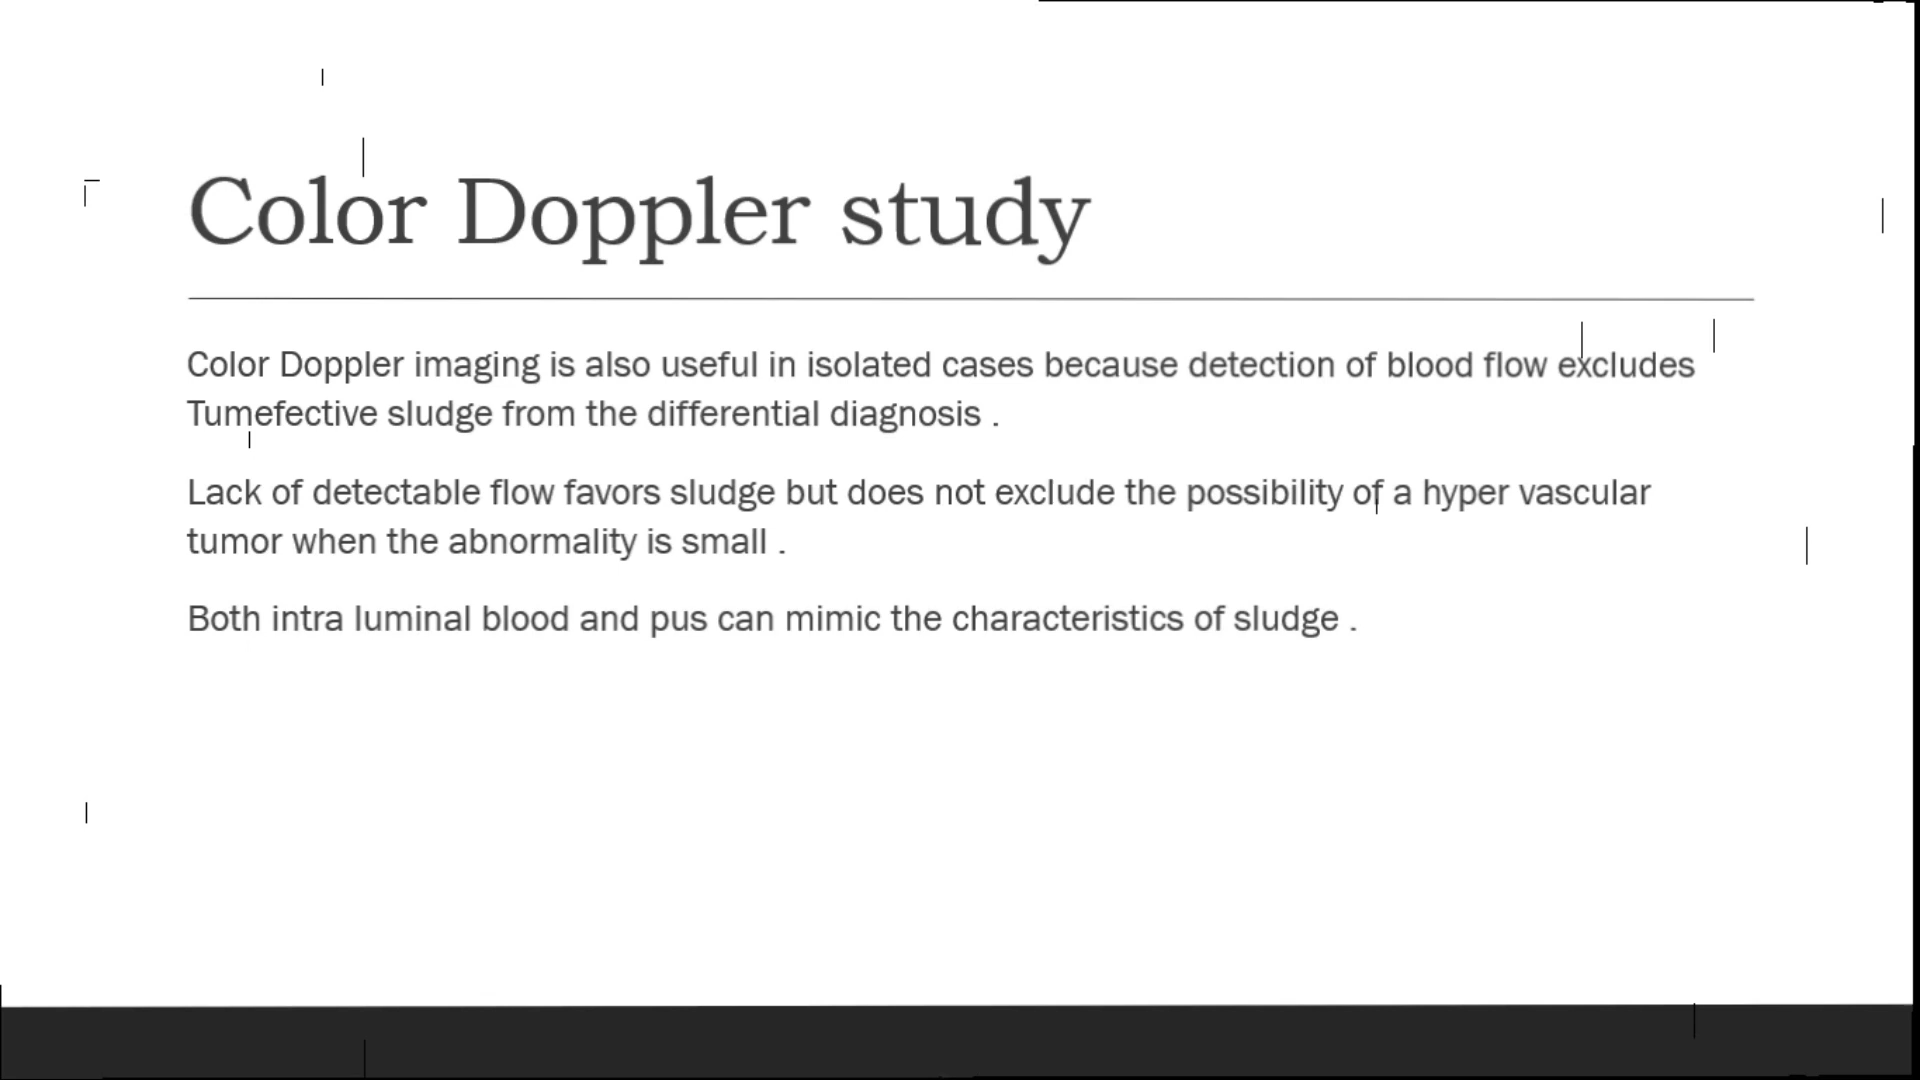 Color Doppler study
Color Doppler imaging is also useful in isolated cases because detection of blood flow excludes
Tumefective sludge from the differential diagnosis .
Lack of detectable flow favors sludge but does not exclude the possibility of a hyper vascular
tumor when the abnormality is small .
Both intra luminal blood and pus can mimic the characteristics of sludge .